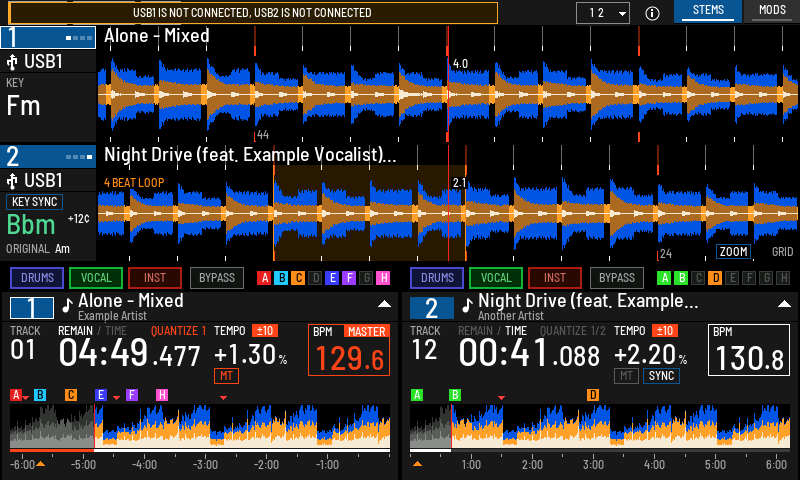 USB1 IS NOT CONNECTED, USB2 IS NOT CONNECTED
1 2
STEMS
MODS
1
Alone - Mixed
USB1
4.0
KEY
Fm
44
2
Night Drive (feat. Example Vocalist)...
USB1
4 BEAT LOOP
2.1
KEY SYNC
Bbm
+12¢
ORIGINAL Am
24
ZOOM
GRID
DRUMS VOCAL INST BYPASS A B C D E F G H
DRUMS VOCAL INST BYPASS A B C D E F G H
1
Alone - Mixed
Example Artist
TRACK
01
REMAIN / TIME
QUANTIZE 1
04:49.477
TEMPO
±10
+1.30%
MT
BPM
MASTER
129.6
A B C E F H
-6:00 -5:00 -4:00 -3:00 -2:00 -1:00
2
Night Drive (feat. Example...
Another Artist
TRACK
12
REMAIN / TIME
QUANTIZE 1/2
00:41.088
TEMPO
±10
+2.20%
MT
SYNC
BPM
130.8
A B D
1:00 2:00 3:00 4:00 5:00 6:00